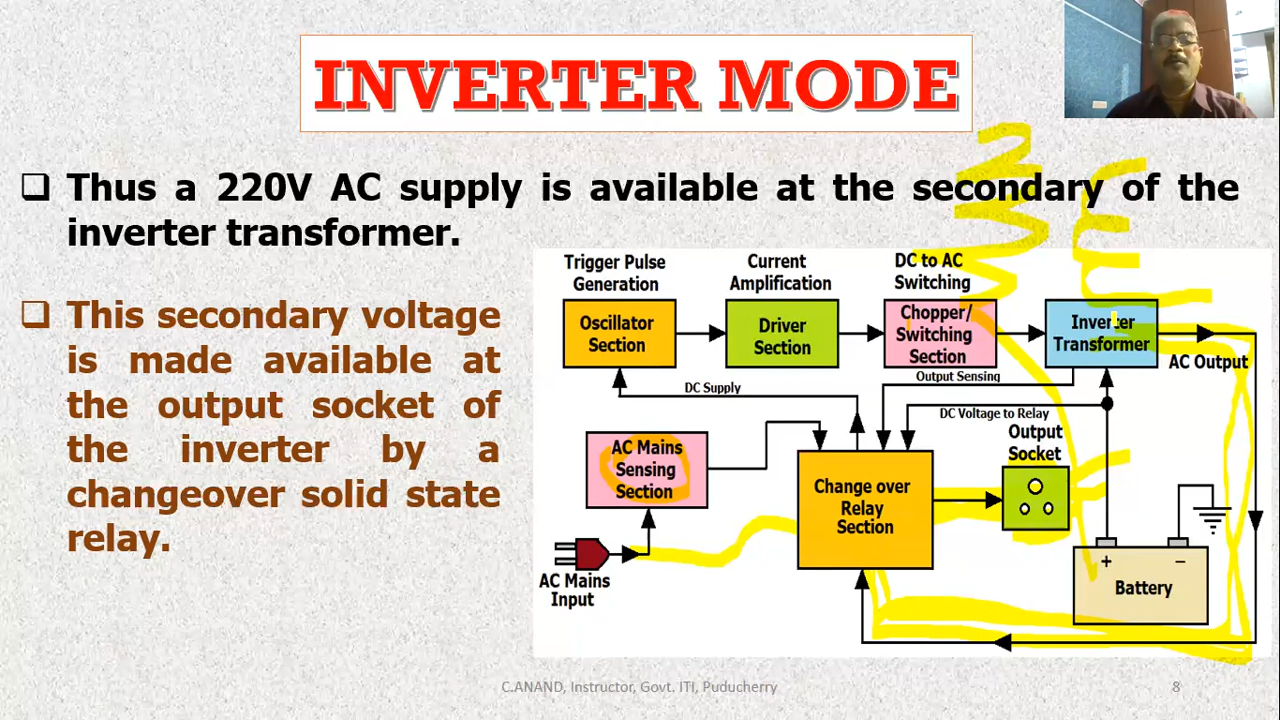 INVERTER MODE
Thus a 220V AC supply is available at the secondary of the
inverter transformer.
This secondary voltage
is made available at
the output socket of
the inverter by a
changeover solid state
relay.
Trigger Pulse
Generation
Current
Amplification
DC to AC
Switching
Oscillator
Section
Driver
Section
Chopper/
Switching
Section
Inverter
Transformer
AC Output
Output Sensing
DC Supply
DC Voltage to Relay
Output
Socket
AC Mains
Sensing
Section
Change over
Relay
Section
AC Mains
Input
+ −
Battery
C.ANAND, Instructor, Govt. ITI, Puducherry
8